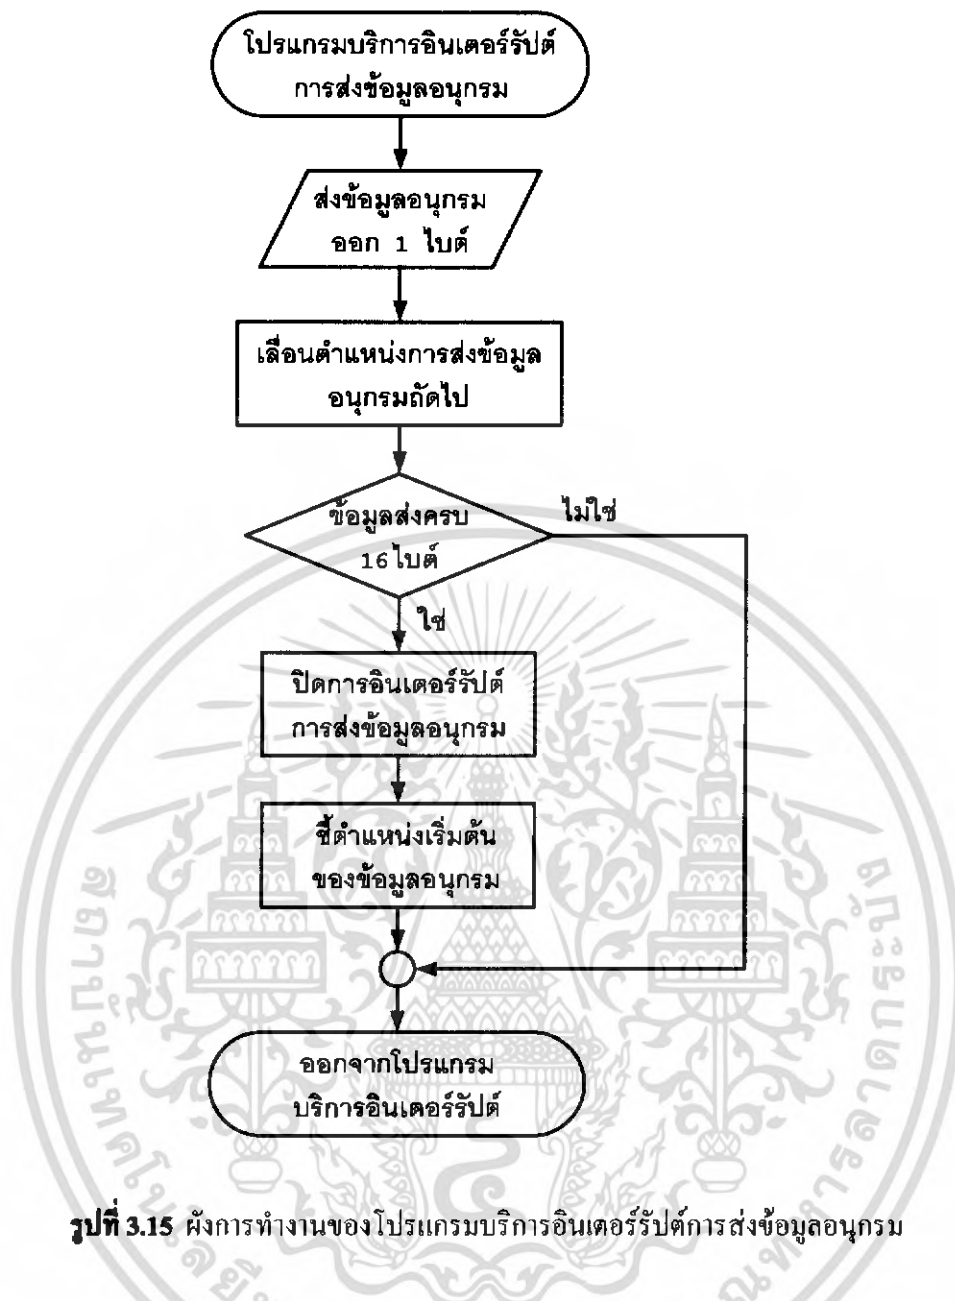 โปรแกรมบริการอินเตอร์รัปต์
การส่งข้อมูลอนุกรม
ส่งข้อมูลอนุกรม
ออก 1 ไบต์
เลื่อนตำแหน่งการส่งข้อมูล
อนุกรมถัดไป
ข้อมูลส่งครบ
16 ไบต์
ไม่ใช่
ใช่
ปิดการอินเตอร์รัปต์
การส่งข้อมูลอนุกรม
ชี้ตำแหน่งเริ่มต้น
ของข้อมูลอนุกรม
ออกจากโปรแกรม
บริการอินเตอร์รัปต์
รูปที่ 3.15 ผังการทำงานของโปรแกรมบริการอินเตอร์รัปต์การส่งข้อมูลอนุกรม